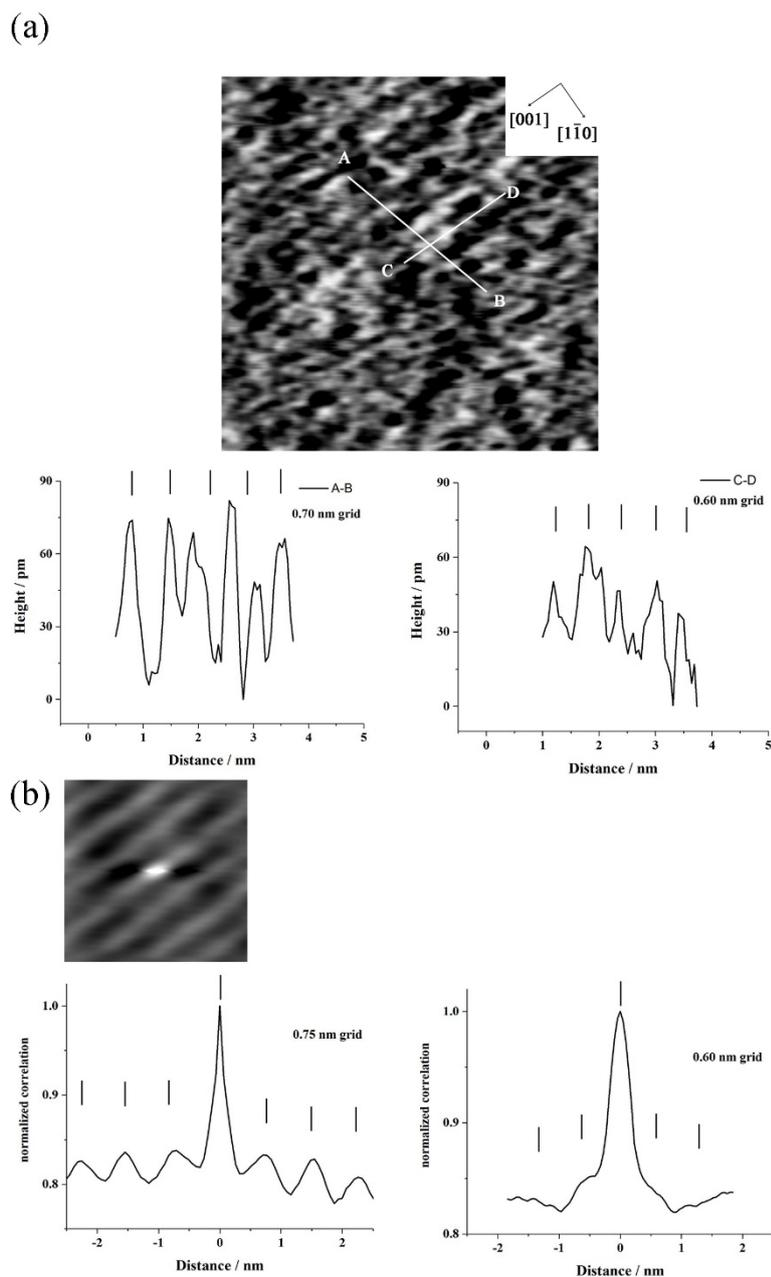 (a)
[001]
[11̄0]
A
D
C
B
A-B
0.70 nm grid
90
60
30
0
Height / pm
0 1 2 3 4 5
Distance / nm
C-D
0.60 nm grid
90
60
30
0
Height / pm
0 1 2 3 4 5
Distance / nm
(b)
0.75 nm grid
1.0
0.9
0.8
normalized correlation
-2 -1 0 1 2
Distance / nm
0.60 nm grid
1.0
0.9
0.8
normalized correlation
-2 -1 0 1 2
Distance / nm